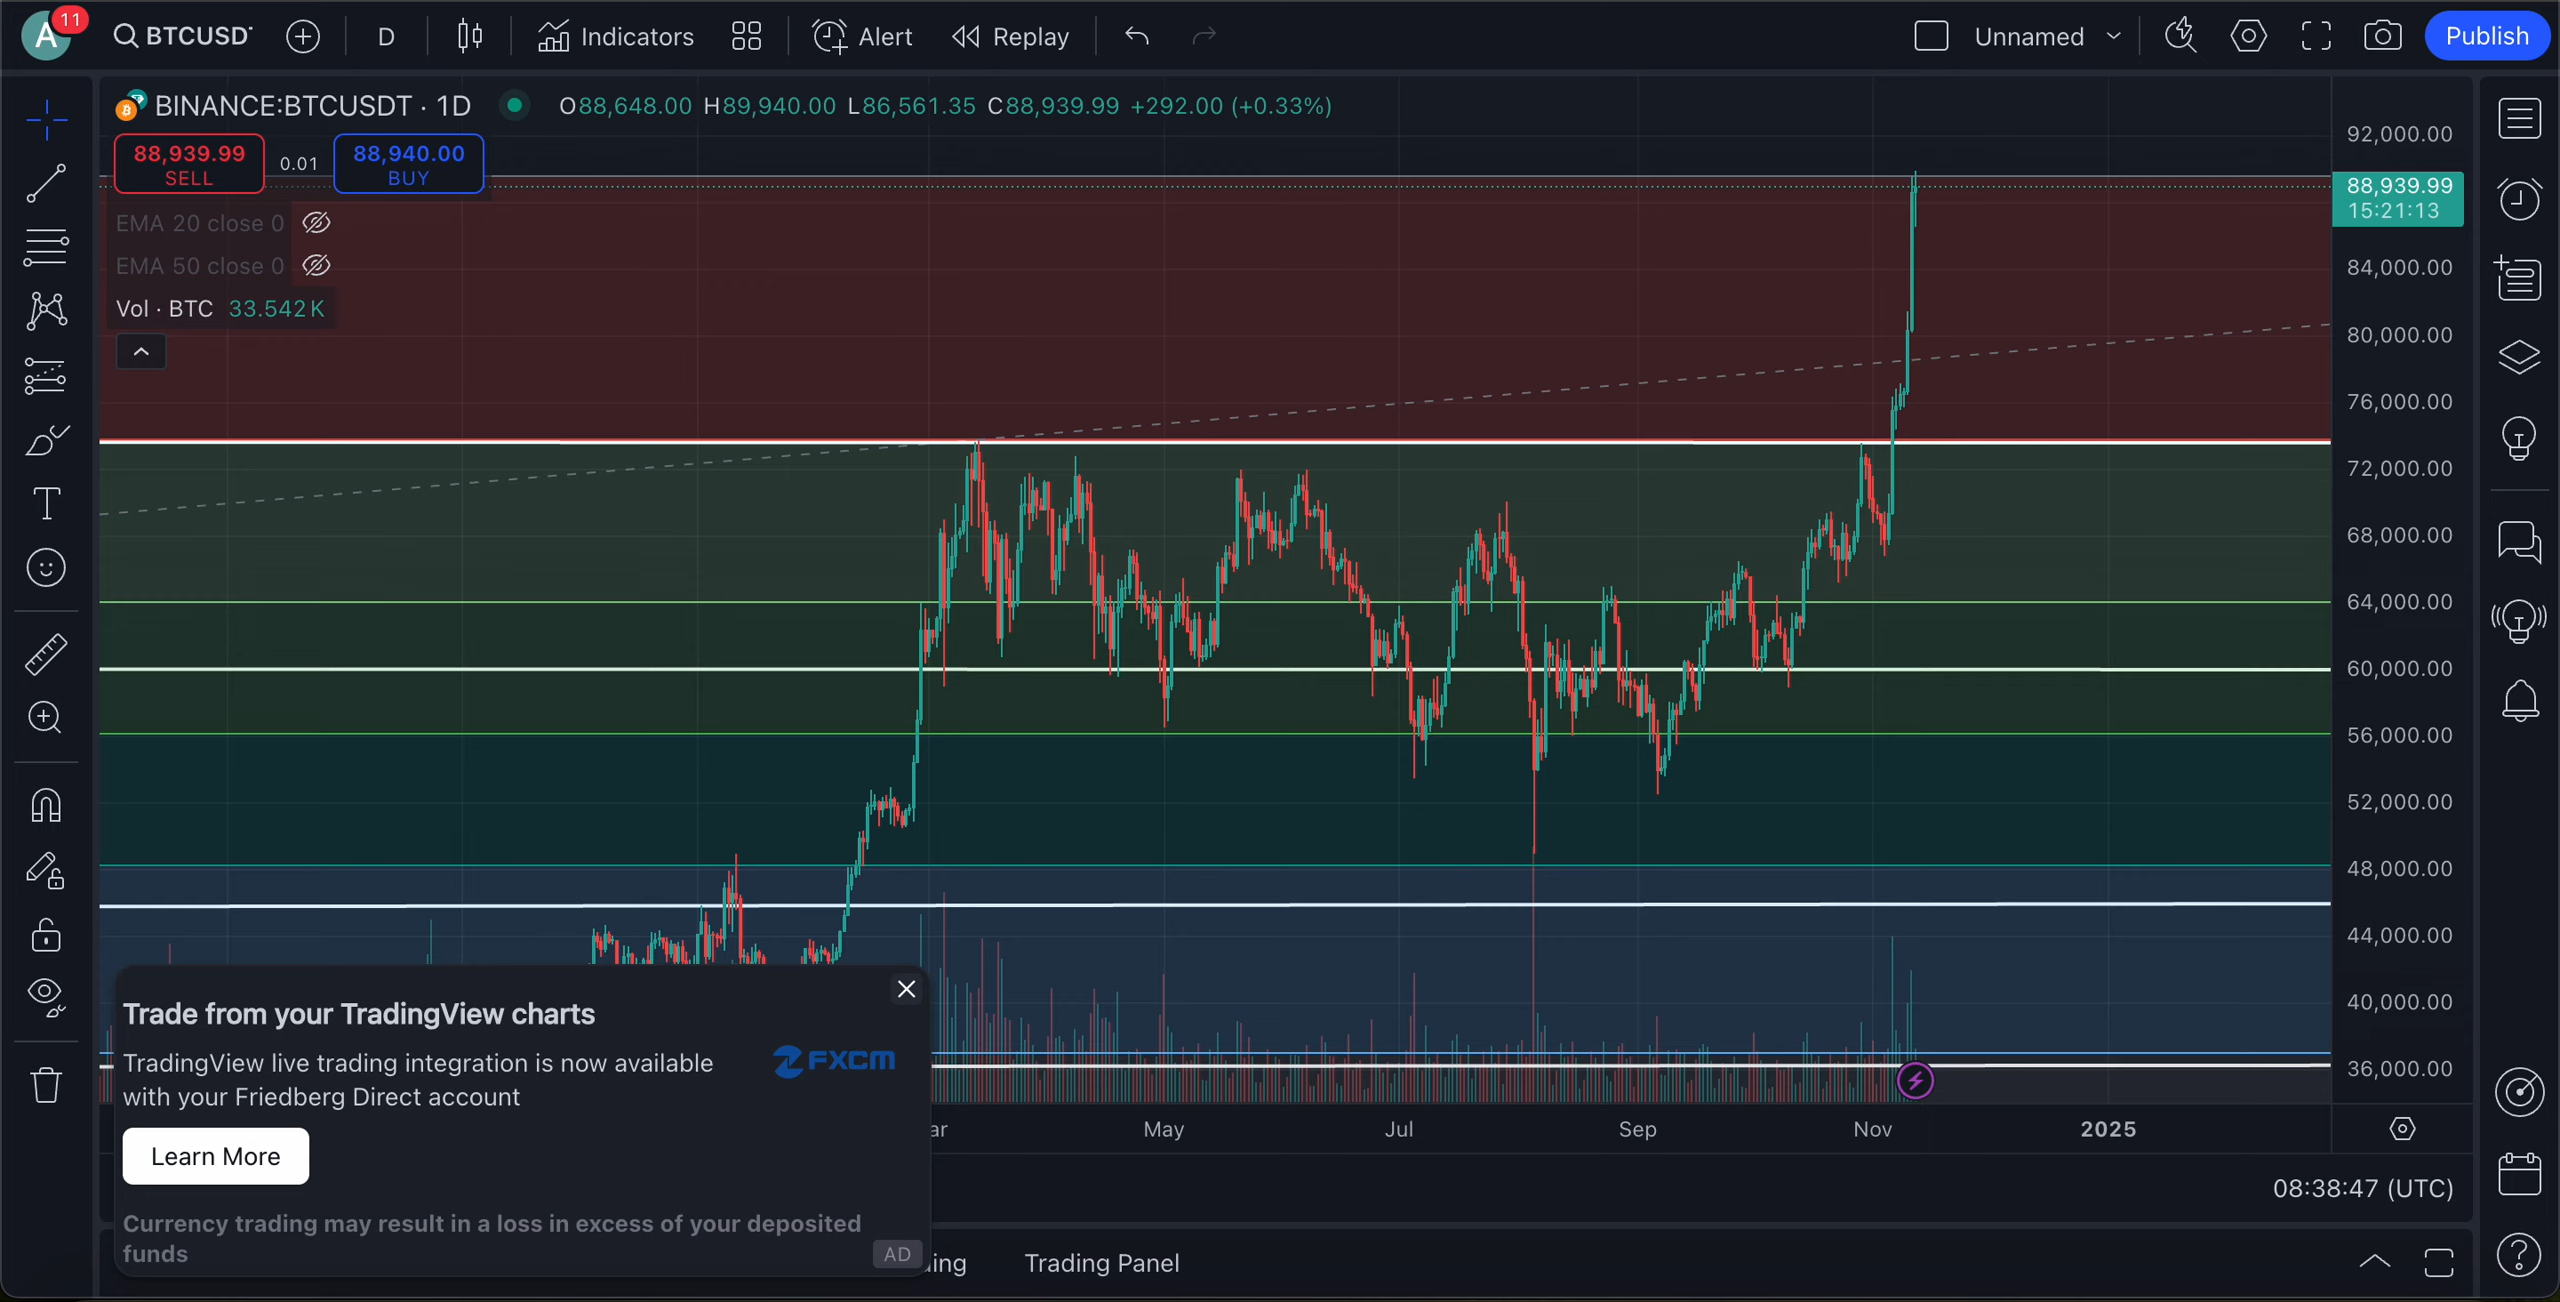 A 11 BTCUSDT D Indicators Alert Replay Unnamed Publish
BINANCE:BTCUSDT · 1D O88,648.00 H89,940.00 L86,561.35 C88,939.99 +292.00 (+0.33%)
88,939.99
SELL
0.01
88,940.00
BUY
EMA 20 close 0
EMA 50 close 0
Vol · BTC 33.542 K
92,000.00
88,939.99
15:21:13
84,000.00
80,000.00
76,000.00
72,000.00
68,000.00
64,000.00
60,000.00
56,000.00
52,000.00
48,000.00
44,000.00
40,000.00
36,000.00
Trade from your TradingView charts
TradingView live trading integration is now available
with your Friedberg Direct account
FXCM
Learn More
Currency trading may result in a loss in excess of your deposited
funds
AD
ar May Jul Sep Nov 2025
08:38:47 (UTC)
ing Trading Panel